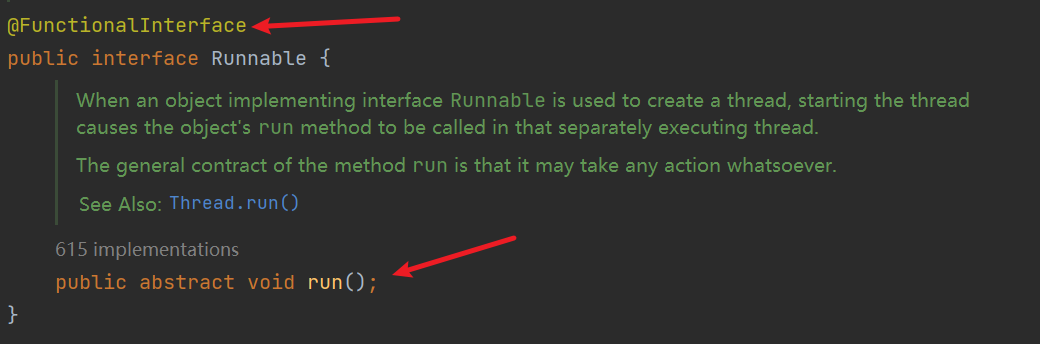 @FunctionalInterface
public interface Runnable {
When an object implementing interface Runnable is used to create a thread, starting the thread
causes the object's run method to be called in that separately executing thread.
The general contract of the method run is that it may take any action whatsoever.
See Also: Thread.run()
615 implementations
public abstract void run();
}